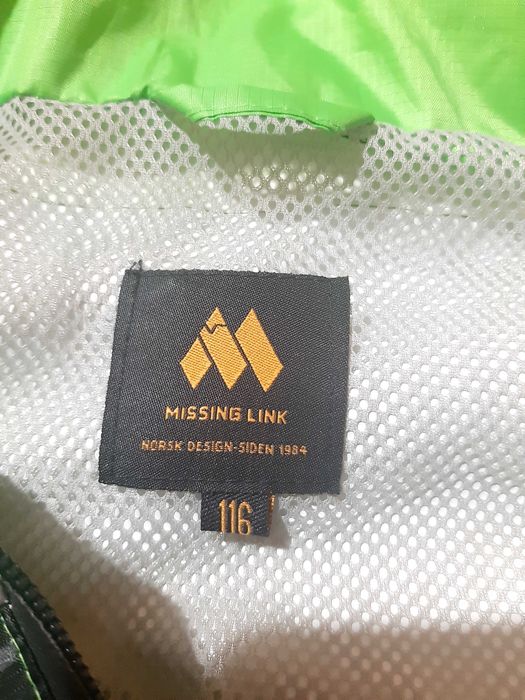 MISSING LINK
NORSK DESIGN-SIDEN 1984
116